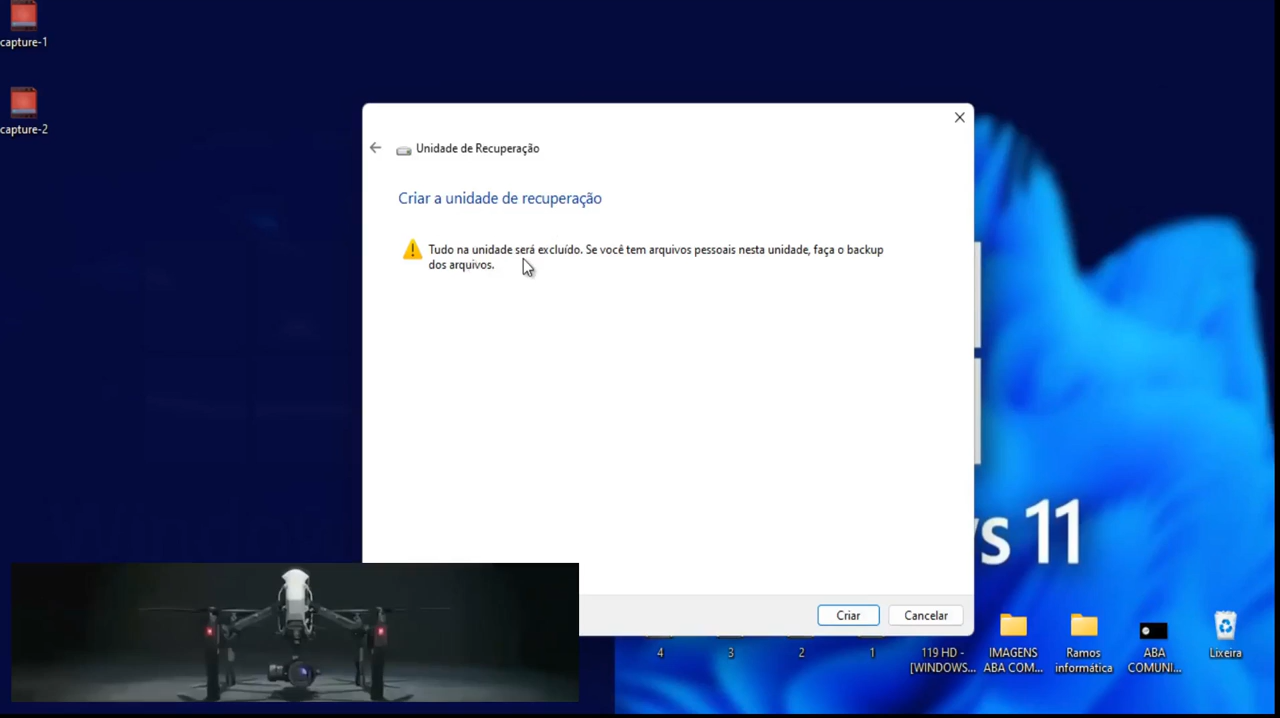 capture-1
capture-2
Unidade de Recuperação
Criar a unidade de recuperação
Tudo na unidade será excluído. Se você tem arquivos pessoais nesta unidade, faça o backup
dos arquivos.
s 11
Criar
Cancelar
4
3
2
1
119 HD -
[WINDOWS...
IMAGENS
ABA COM...
Ramos
informática
ABA
COMUNI...
Lixeira